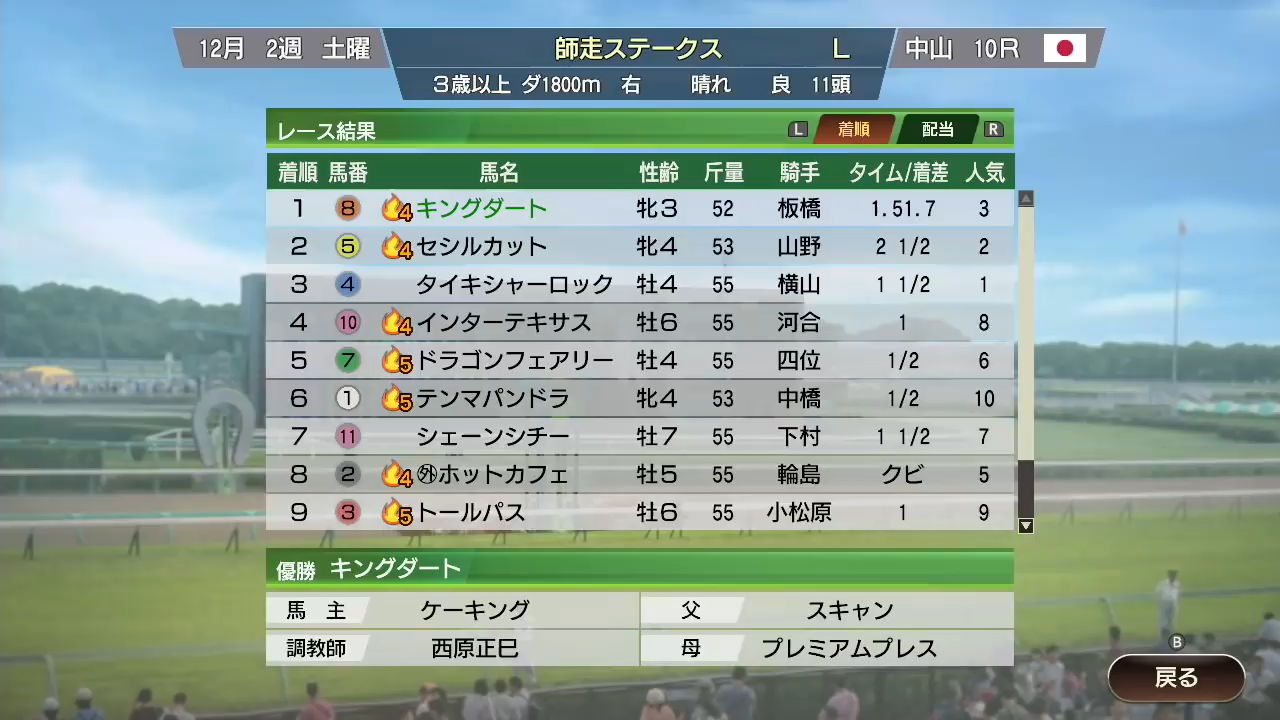 12月 2週 土曜 師走ステークス L 中山 10R
3歳以上 ダ1800m 右 晴れ 良 11頭
レース結果 L 着順 配当 R
着順 馬番 馬名 性齢 斤量 騎手 タイム/着差 人気
1 8 4 キングダート 牝3 52 板橋 1.51.7 3
2 5 4 セシルカット 牝4 53 山野 2 1/2 2
3 4 タイキシャーロック 牡4 55 横山 1 1/2 1
4 10 4 インターテキサス 牡6 55 河合 1 8
5 7 5 ドラゴンフェアリー 牡4 55 四位 1/2 6
6 1 5 テンマパンドラ 牝4 53 中橋 1/2 10
7 11 シェーンシチー 牡7 55 下村 1 1/2 7
8 2 4 外ホットカフェ 牡5 55 輪島 クビ 5
9 3 5 トールパス 牡6 55 小松原 1 9
優勝 キングダート
馬主 ケーキング 父 スキャン
調教師 西原正巳 母 プレミアムプレス
B
戻る